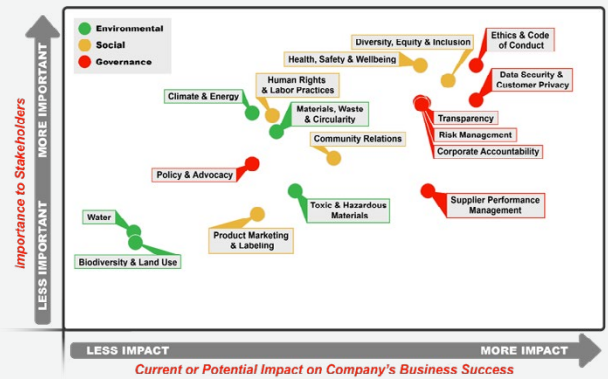 Environmental
Social
Governance
Ethics & Code
of Conduct
Diversity, Equity & Inclusion
Health, Safety & Wellbeing
Data Security &
Customer Privacy
Human Rights
& Labor Practices
Climate & Energy
Materials, Waste
& Circularity
Transparency
Risk Management
Corporate Accountability
Community Relations
Policy & Advocacy
Toxic & Hazardous
Materials
Supplier Performance
Management
Water
Product Marketing
& Labeling
Biodiversity & Land Use
Importance to Stakeholders
MORE IMPORTANT
LESS IMPORTANT
LESS IMPACT
MORE IMPACT
Current or Potential Impact on Company's Business Success